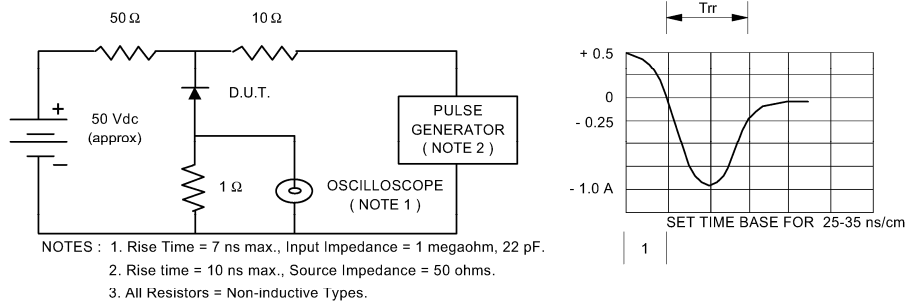 50 Ω
10 Ω
Trr
+ 0.5
0
- 0.25
- 1.0 A
D.U.T.
+
50 Vdc
(approx)
−
PULSE
GENERATOR
( NOTE 2 )
1 Ω
OSCILLOSCOPE
( NOTE 1 )
SET TIME BASE FOR 25-35 ns/cm
1
NOTES : 1. Rise Time = 7 ns max., Input Impedance = 1 megaohm, 22 pF.
2. Rise time = 10 ns max., Source Impedance = 50 ohms.
3. All Resistors = Non-inductive Types.